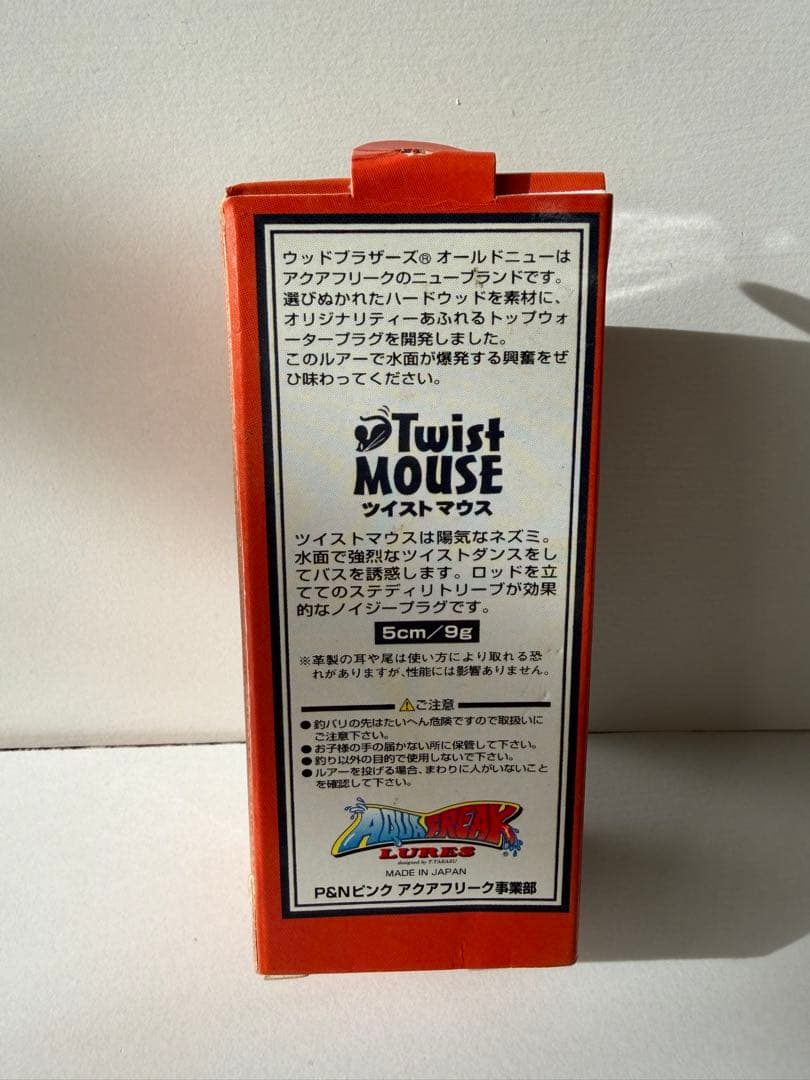 ウッドブラザーズ® オールドニューは
アクアフリークのニューブランドです。
選びぬかれたハードウッドを素材に、
オリジナリティーあふれるトップウォ
ータープラグを開発しました。
このルアーで水面が爆発する興奮をぜ
ひ味わってください。
Twist
MOUSE
ツイストマウス
ツイストマウスは陽気なネズミ。
水面で強烈なツイストダンスをし
てバスを誘惑します。ロッドを立
ててのステディリトリーブが効果
的なノイジープラグです。
5cm/9g
※革製の耳や尾は使い方により取れる恐
れがありますが、性能には影響ありません。
⚠ご注意
●釣バリの先はたいへん危険ですので取扱いに
ご注意下さい。
●お子様の手の届かない所に保管して下さい。
●釣り以外の目的で使用しないで下さい。
●ルアーを投げる場合、まわりに人がいないこと
を確認して下さい。
AQUA FREAK
LURES
designed by T.TAKASU
MADE IN JAPAN
P&Nピンク アクアフリーク事業部